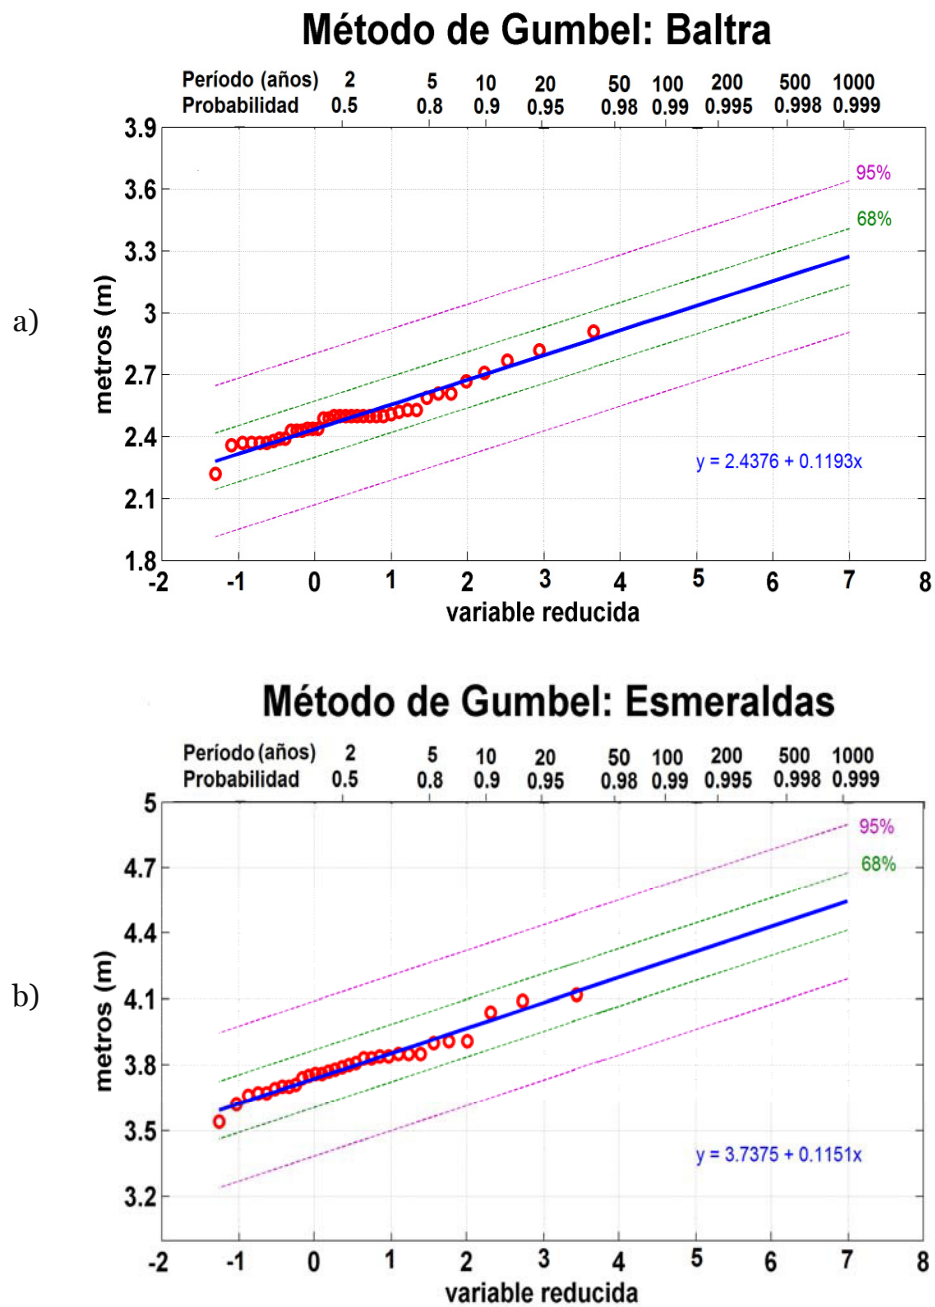 Método de Gumbel: Baltra
Período (años) 2 5 10 20 50 100 200 500 1000
Probabilidad 0.5 0.8 0.9 0.95 0.98 0.99 0.995 0.998 0.999
3.9
95%
3.6
68%
3.3
a)
metros (m)
3
2.7
2.4
y = 2.4376 + 0.1193x
2.1
1.8
-2 -1 0 1 2 3 4 5 6 7 8
variable reducida
Método de Gumbel: Esmeraldas
Período (años) 2 5 10 20 50 100 200 500 1000
Probabilidad 0.5 0.8 0.9 0.95 0.98 0.99 0.995 0.998 0.999
5
95%
4.7
68%
4.4
b)
metros (m)
4.1
3.8
3.5
y = 3.7375 + 0.1151x
3.2
-2 -1 0 1 2 3 4 5 6 7 8
variable reducida